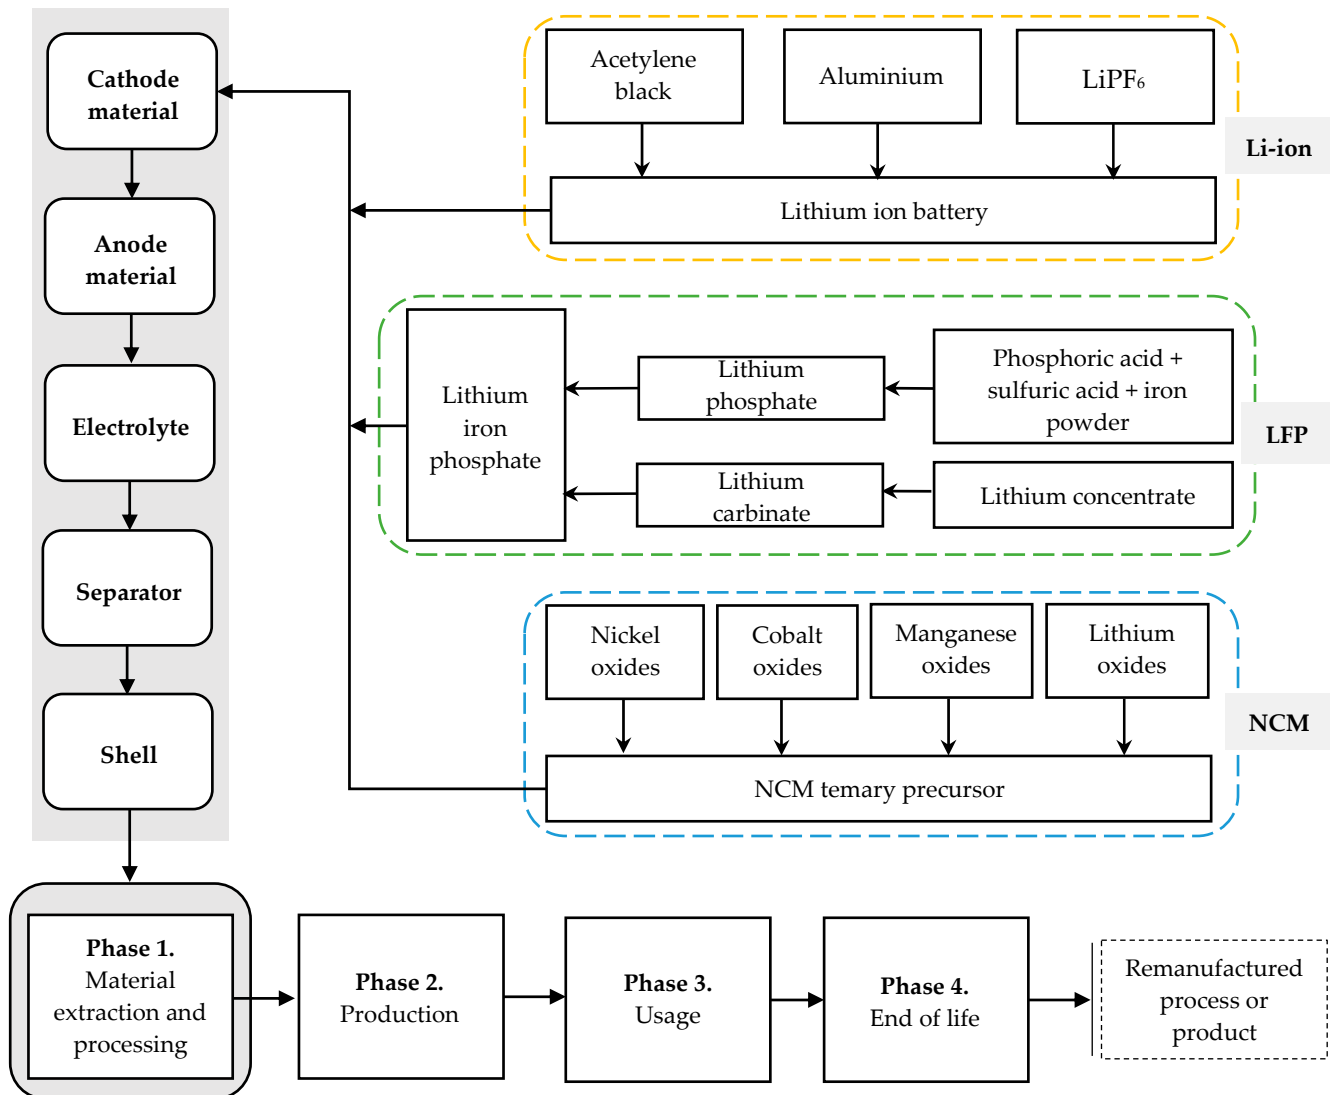 Cathode
material
Anode
material
Electrolyte
Separator
Shell
Acetylene
black
Aluminium
LiPF₆
Lithium ion battery
Li-ion
Lithium
iron
phosphate
Lithium
phosphate
Phosphoric acid +
sulfuric acid + iron
powder
Lithium
carbinate
Lithium concentrate
LFP
Nickel
oxides
Cobalt
oxides
Manganese
oxides
Lithium
oxides
NCM temary precursor
NCM
Phase 1.
Material
extraction and
processing
Phase 2.
Production
Phase 3.
Usage
Phase 4.
End of life
Remanufactured
process or
product